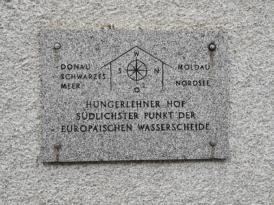 W
DONAU MOLDAU
S N
SCHWARZES
MEER NORDSEE
O
HUNGERLEHNER HOF
SÜDLICHSTER PUNKT DER
EUROPÄISCHEN WASSERSCHEIDE